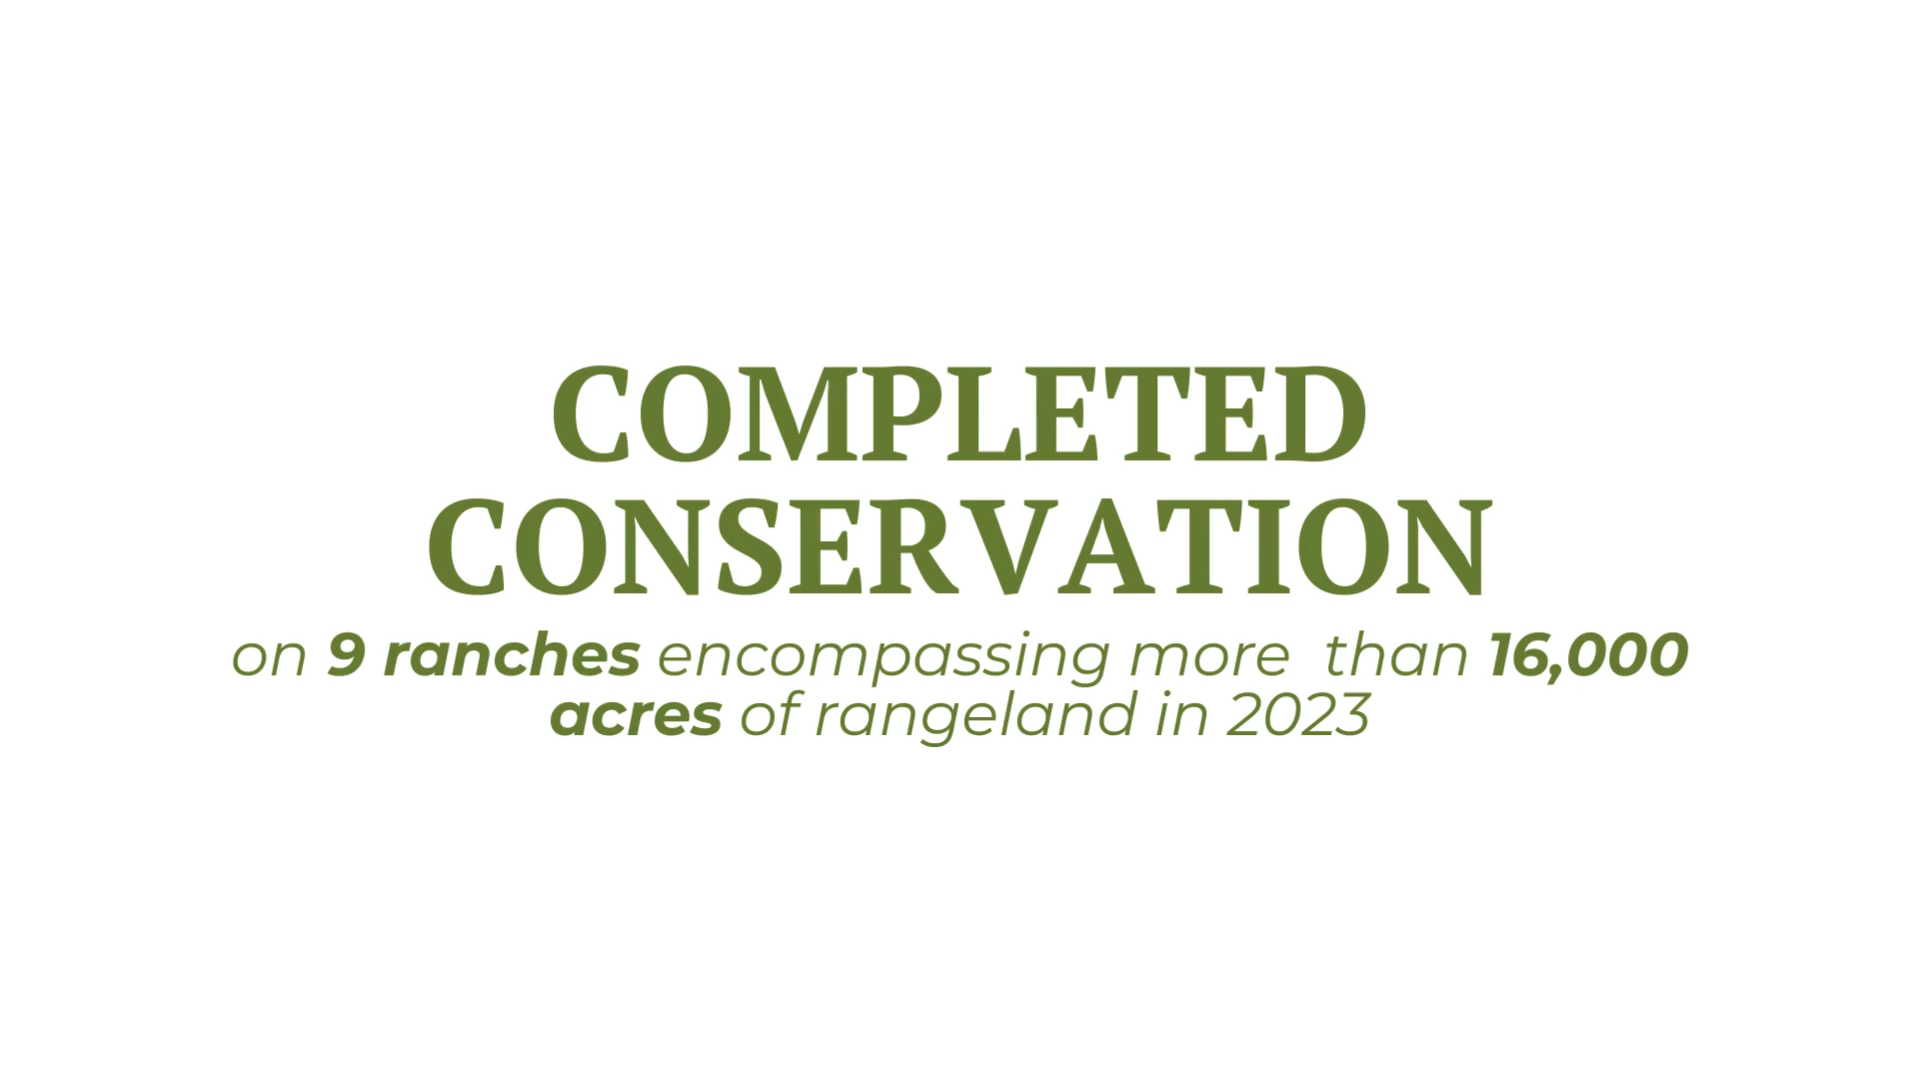 COMPLETED
CONSERVATION
on 9 ranches encompassing more  than 16,000
acres of rangeland in 2023